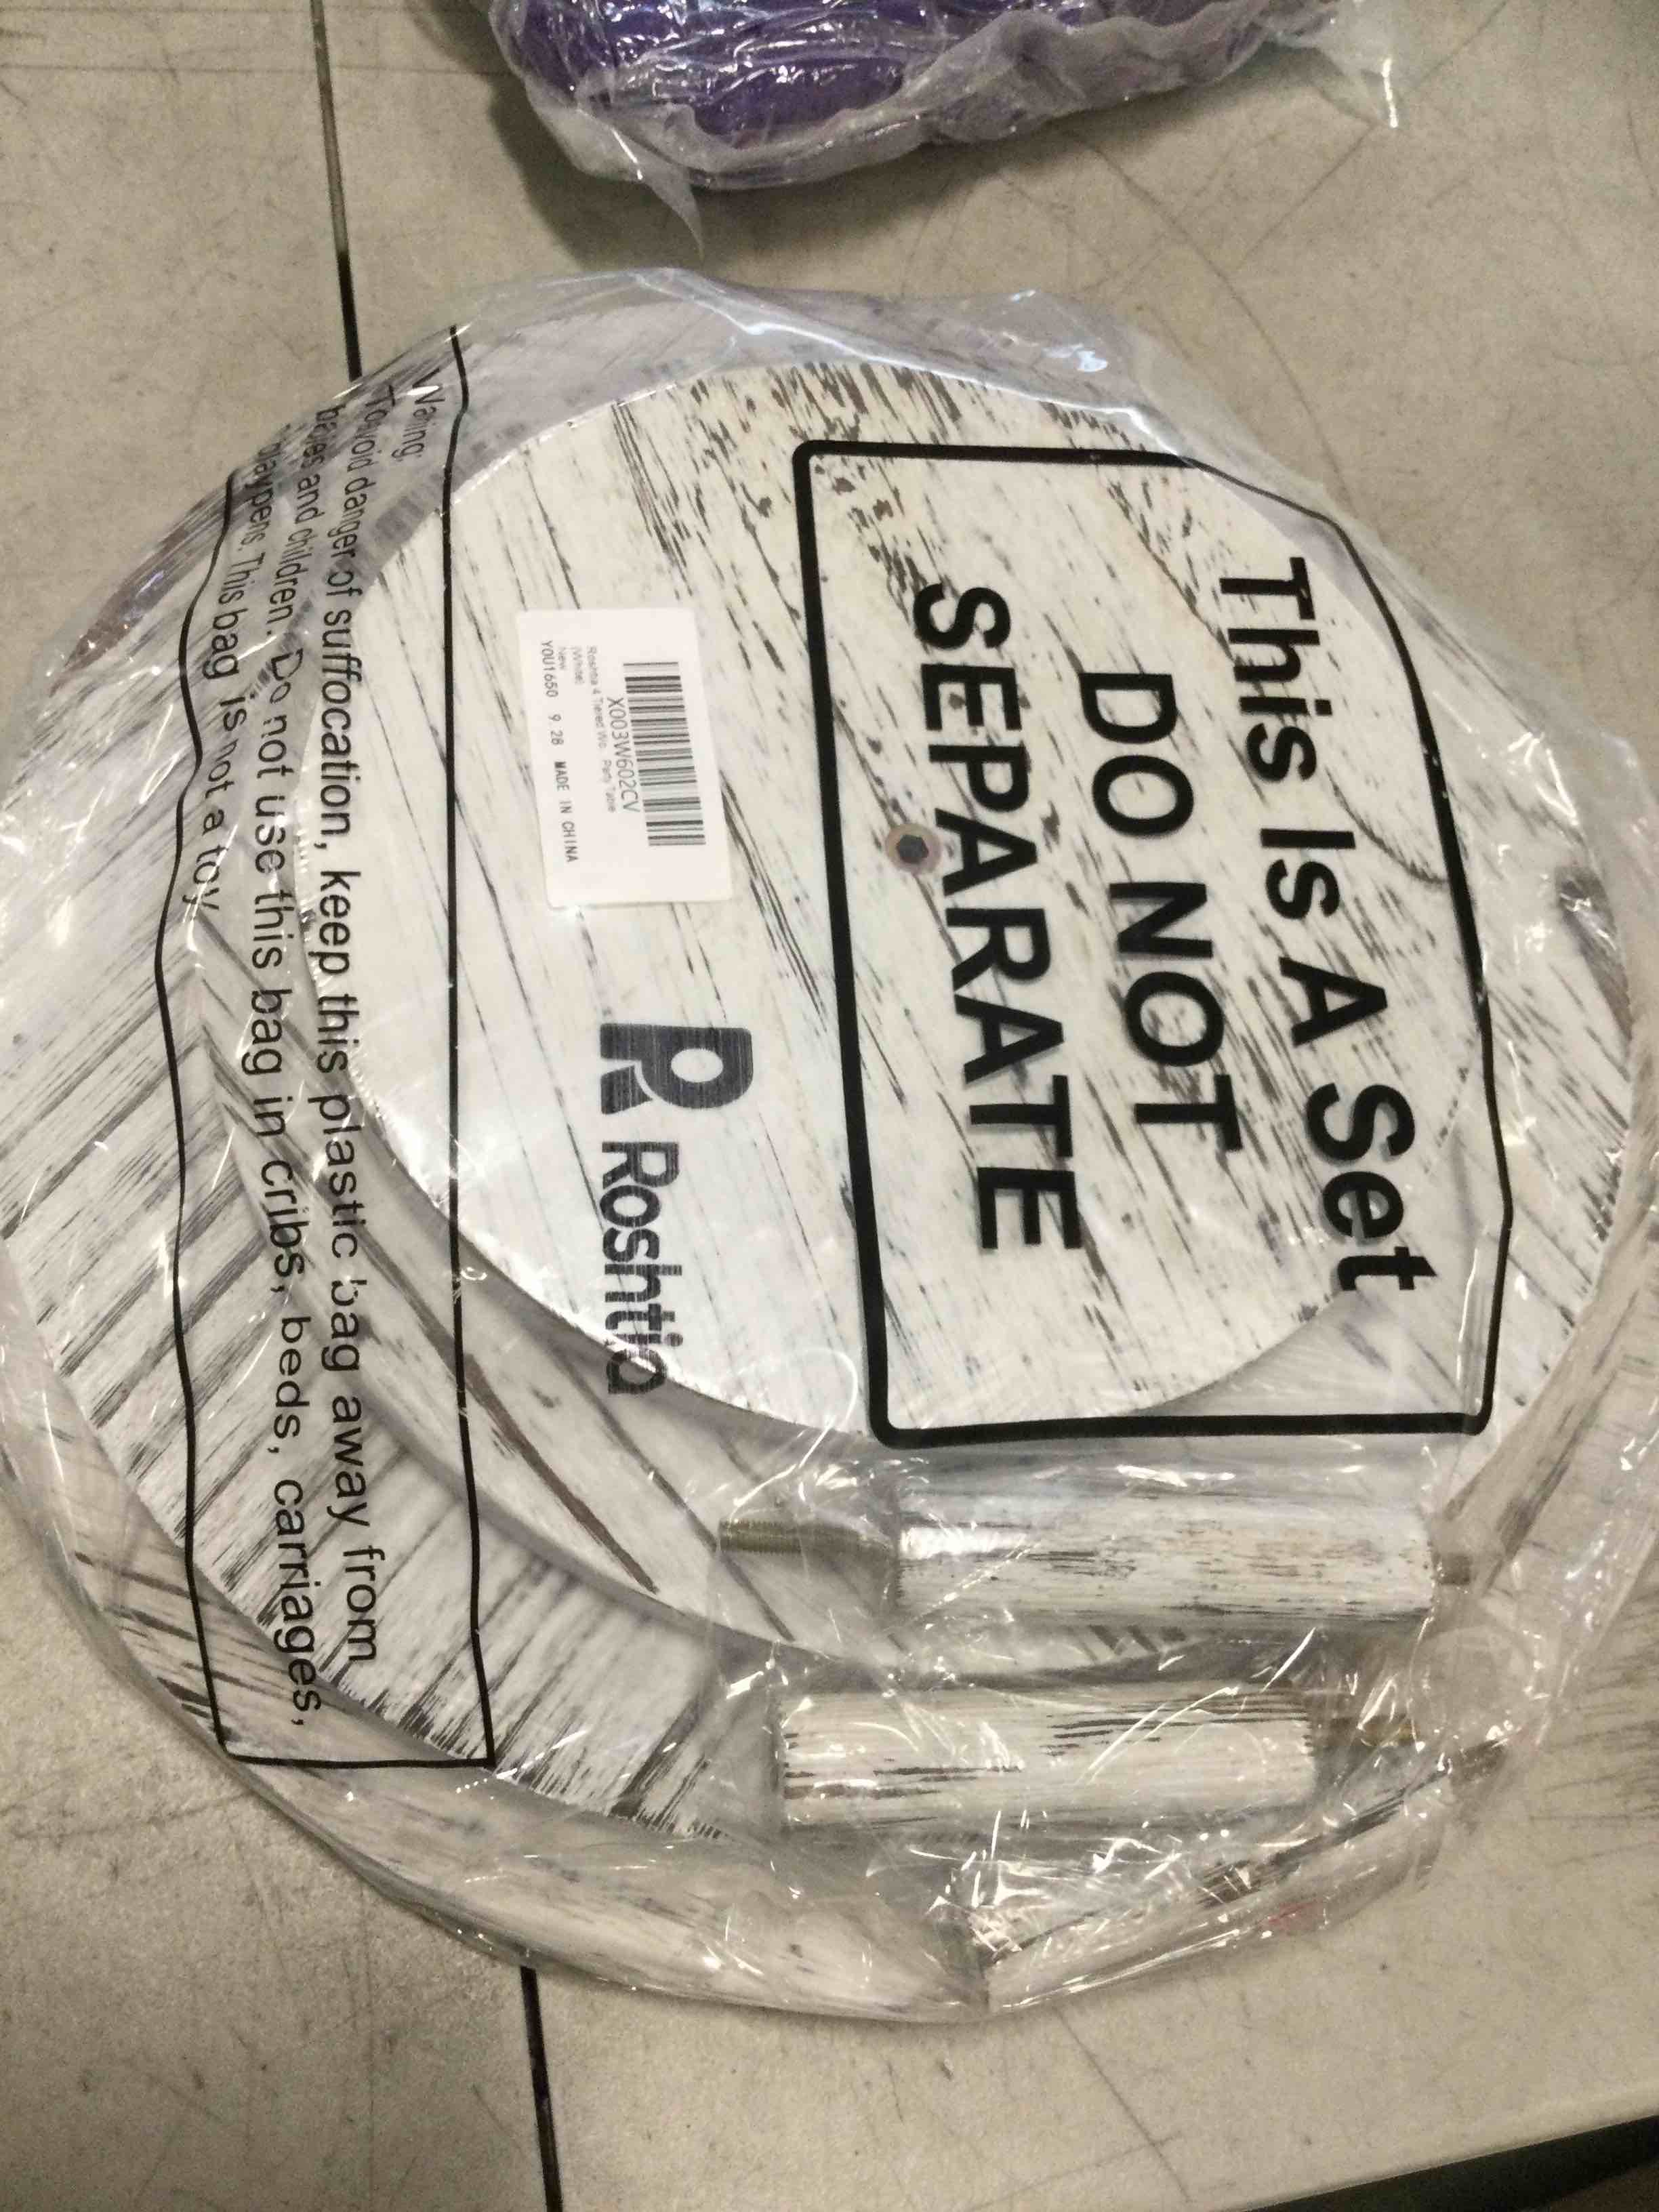 This Is A Set
DO NOT
SEPARATE
Roshtia
X003W602CV
Roshtia 4 Tiered Wo... Party Table
(White)
New
YOU1650 9 28 MADE IN CHINA
Waring:
To avoid danger of suffocation, keep this plastic bag away from
babies and children. Do not use this bag in cribs, beds, carriages,
playpens. This bag is not a toy.